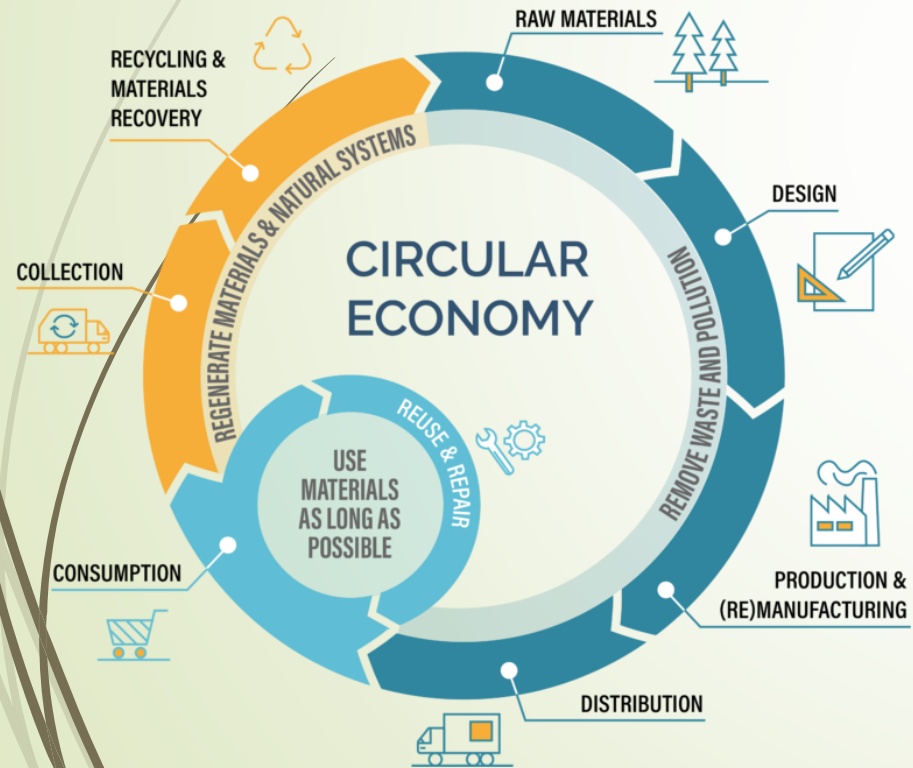 CIRCULAR
ECONOMY
RAW MATERIALS
DESIGN
PRODUCTION &
(RE)MANUFACTURING
DISTRIBUTION
CONSUMPTION
COLLECTION
RECYCLING &
MATERIALS
RECOVERY
REMOVE WASTE AND POLLUTION
REGENERATE MATERIALS & NATURAL SYSTEMS
REUSE & REPAIR
USE
MATERIALS
AS LONG AS
POSSIBLE